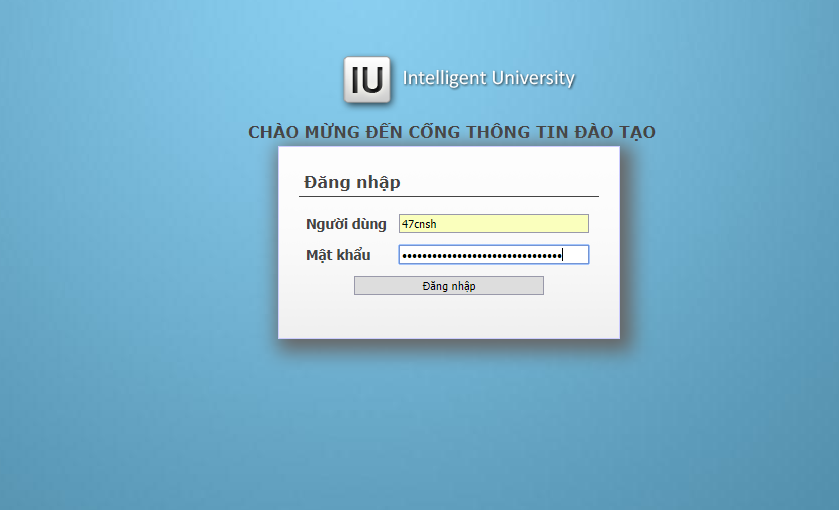 IU Intelligent University
CHÀO MỪNG ĐẾN CỔNG THÔNG TIN ĐÀO TẠO
Đăng nhập
Người dùng 47cnsh
Mật khẩu ••••••••••••••••••••••••••••••••
Đăng nhập